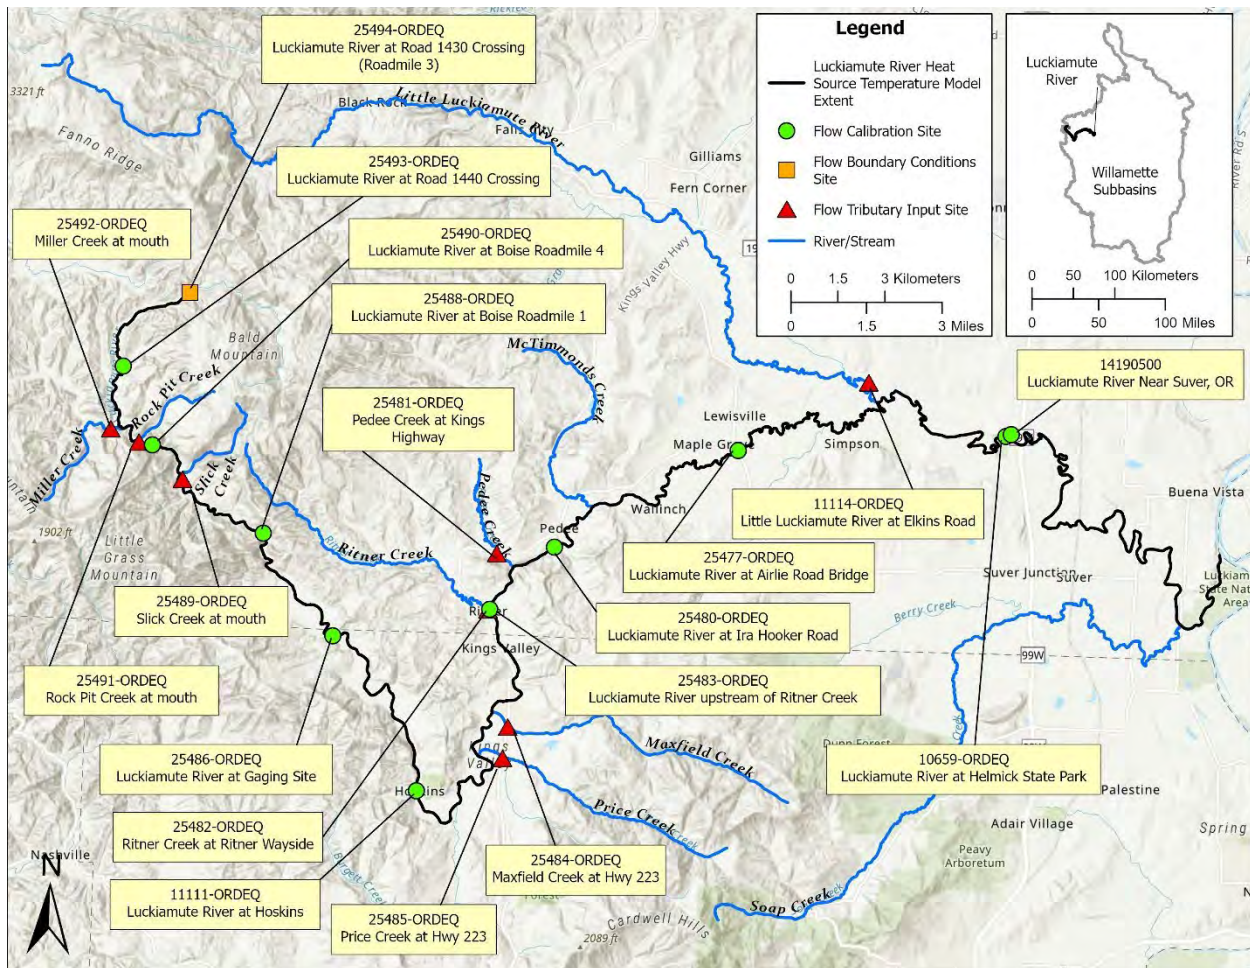 25494-ORDEQ
Luckiamute River at Road 1430 Crossing
(Roadmile 3)
25493-ORDEQ
Luckiamute River at Road 1440 Crossing
25492-ORDEQ
Miller Creek at mouth
25490-ORDEQ
Luckiamute River at Boise Roadmile 4
25488-ORDEQ
Luckiamute River at Boise Roadmile 1
25481-ORDEQ
Pedee Creek at Kings
Highway
14190500
Luckiamute River Near Suver, OR
11114-ORDEQ
Little Luckiamute River at Elkins Road
25477-ORDEQ
Luckiamute River at Airlie Road Bridge
25480-ORDEQ
Luckiamute River at Ira Hooker Road
25489-ORDEQ
Slick Creek at mouth
25491-ORDEQ
Rock Pit Creek at mouth
25483-ORDEQ
Luckiamute River upstream of Ritner Creek
25486-ORDEQ
Luckiamute River at Gaging Site
10659-ORDEQ
Luckiamute River at Helmick State Park
25482-ORDEQ
Ritner Creek at Ritner Wayside
25484-ORDEQ
Maxfield Creek at Hwy 223
11111-ORDEQ
Luckiamute River at Hoskins
25485-ORDEQ
Price Creek at Hwy 223
Legend
Luckiamute River Heat
Source Temperature Model
Extent
Flow Calibration Site
Flow Boundary Conditions
Site
Flow Tributary Input Site
River/Stream
0 1.5 3 Kilometers
0 1.5 3 Miles
Luckiamute
River
Willamette
Subbasins
0 50 100 Kilometers
0 50 100 Miles
River Rd S
3321 ft
Fanno Ridge
Black Rock
Little Luckiamute River
Gilliams
Fern Corner
Kings Valley Hwy
Bald
Mountain
Rock Pit Creek
McTimmonds Creek
Miller Creek
Slick
Creek
1902 ft
Little
Grass
Mountain
Ritner Creek
Pedee Creek
Pedee
Lewisville
Maple Grove
Simpson
Buena Vista
Suver Junction
Suver
Berry Creek
99W
Kings Valley
Maxfield Creek
Price Creek
Hoskins
Nashville
N
Burgett Creek
Cardwell Hills
2089 ft
Soap Creek
Peavy
Arboretum
Adair Village
Palestine
Dunn Forest